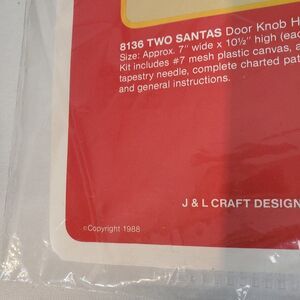 8136 TWO SANTAS Door Knob H
Size: Approx. 7" wide x 10½" high (eac
Kit includes #7 mesh plastic canvas, a
tapestry needle, complete charted pat
and general instructions.
J & L CRAFT DESIGN
©Copyright 1988